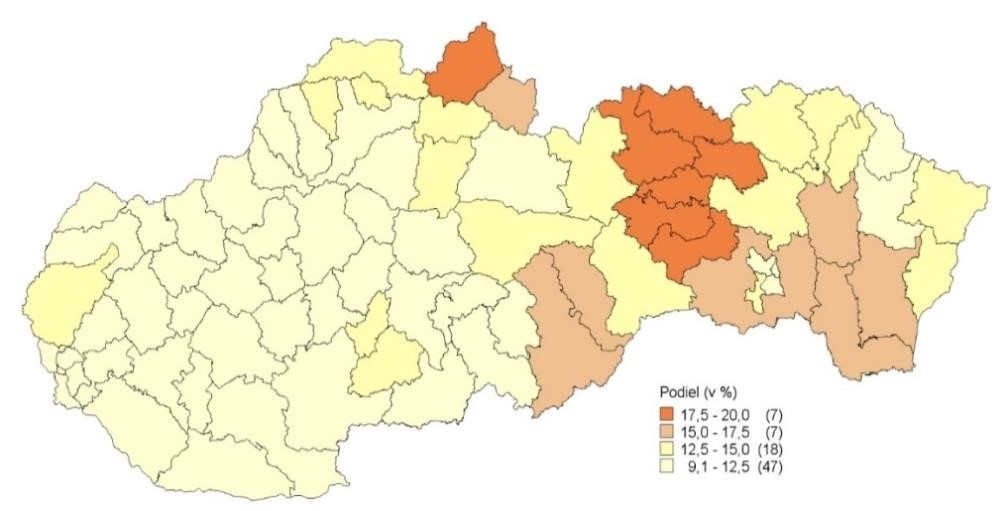 Podiel (v %)
17,5 - 20,0 (7)
15,0 - 17,5 (7)
12,5 - 15,0 (18)
9,1 - 12,5 (47)